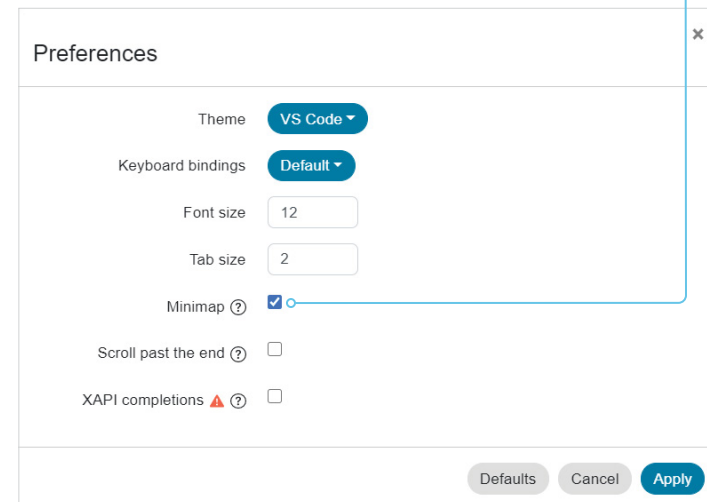 Preferences
×
Theme VS Code
Keyboard bindings Default
Font size 12
Tab size 2
Minimap ?
Scroll past the end ?
XAPI completions ?
Defaults Cancel Apply